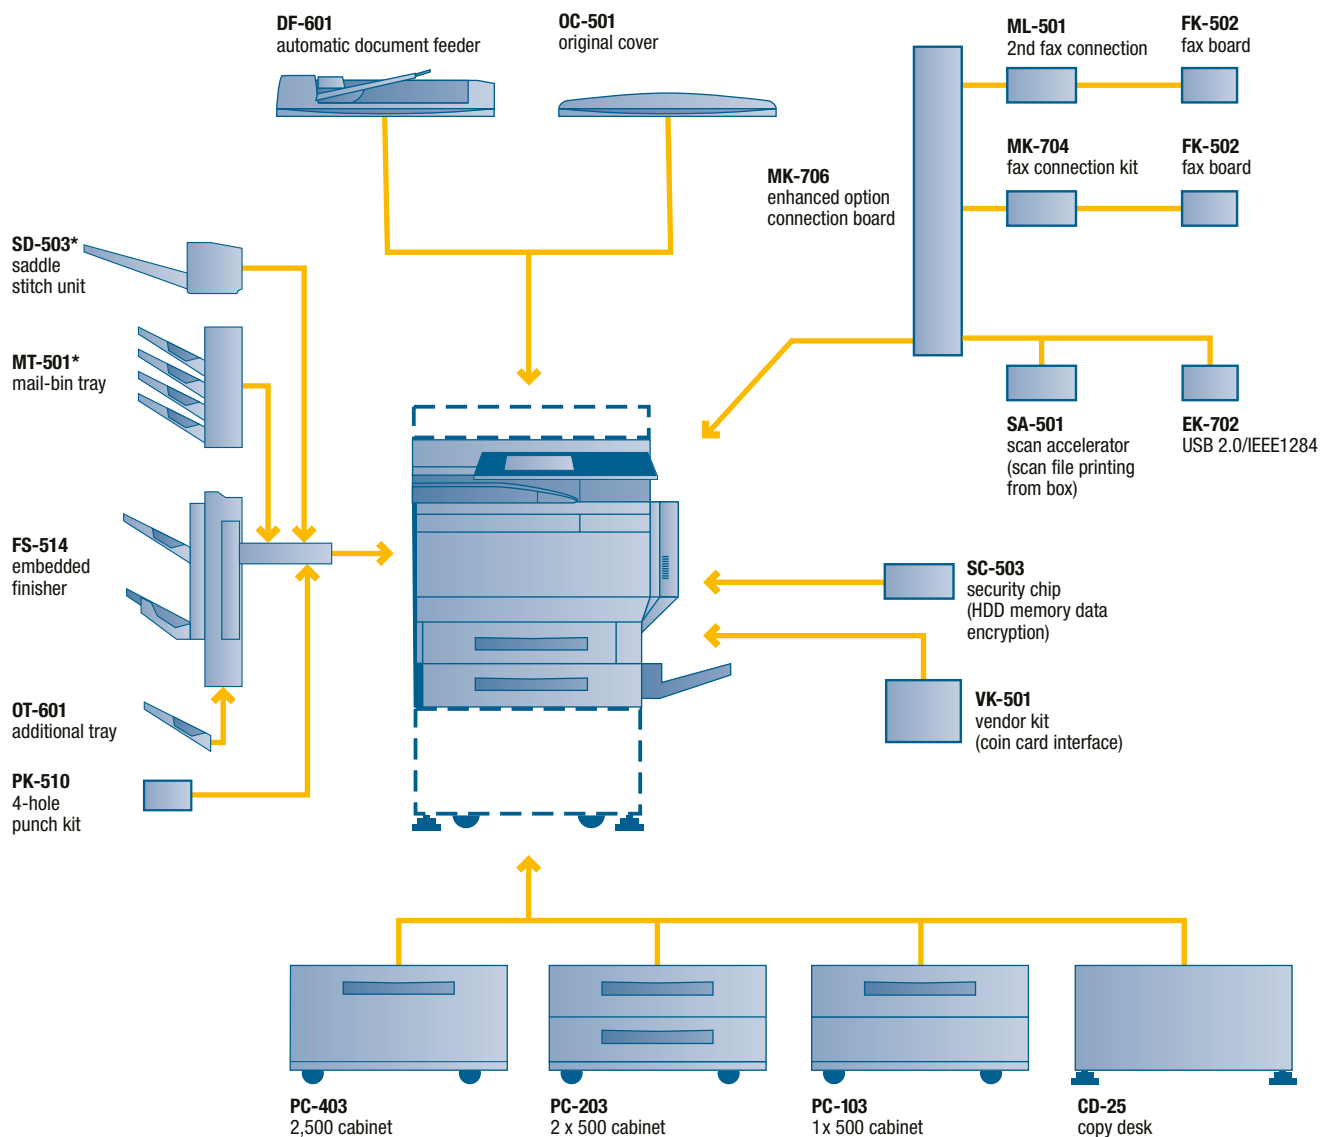 DF-601
automatic document feeder
OC-501
original cover
ML-501
2nd fax connection
FK-502
fax board
MK-704
fax connection kit
FK-502
fax board
MK-706
enhanced option
connection board
SD-503*
saddle
stitch unit
MT-501*
mail-bin tray
SA-501
scan accelerator
(scan file printing
from box)
EK-702
USB 2.0/IEEE1284
FS-514
embedded
finisher
SC-503
security chip
(HDD memory data
encryption)
OT-601
additional tray
VK-501
vendor kit
(coin card interface)
PK-510
4-hole
punch kit
PC-403
2,500 cabinet
PC-203
2 x 500 cabinet
PC-103
1 x 500 cabinet
CD-25
copy desk